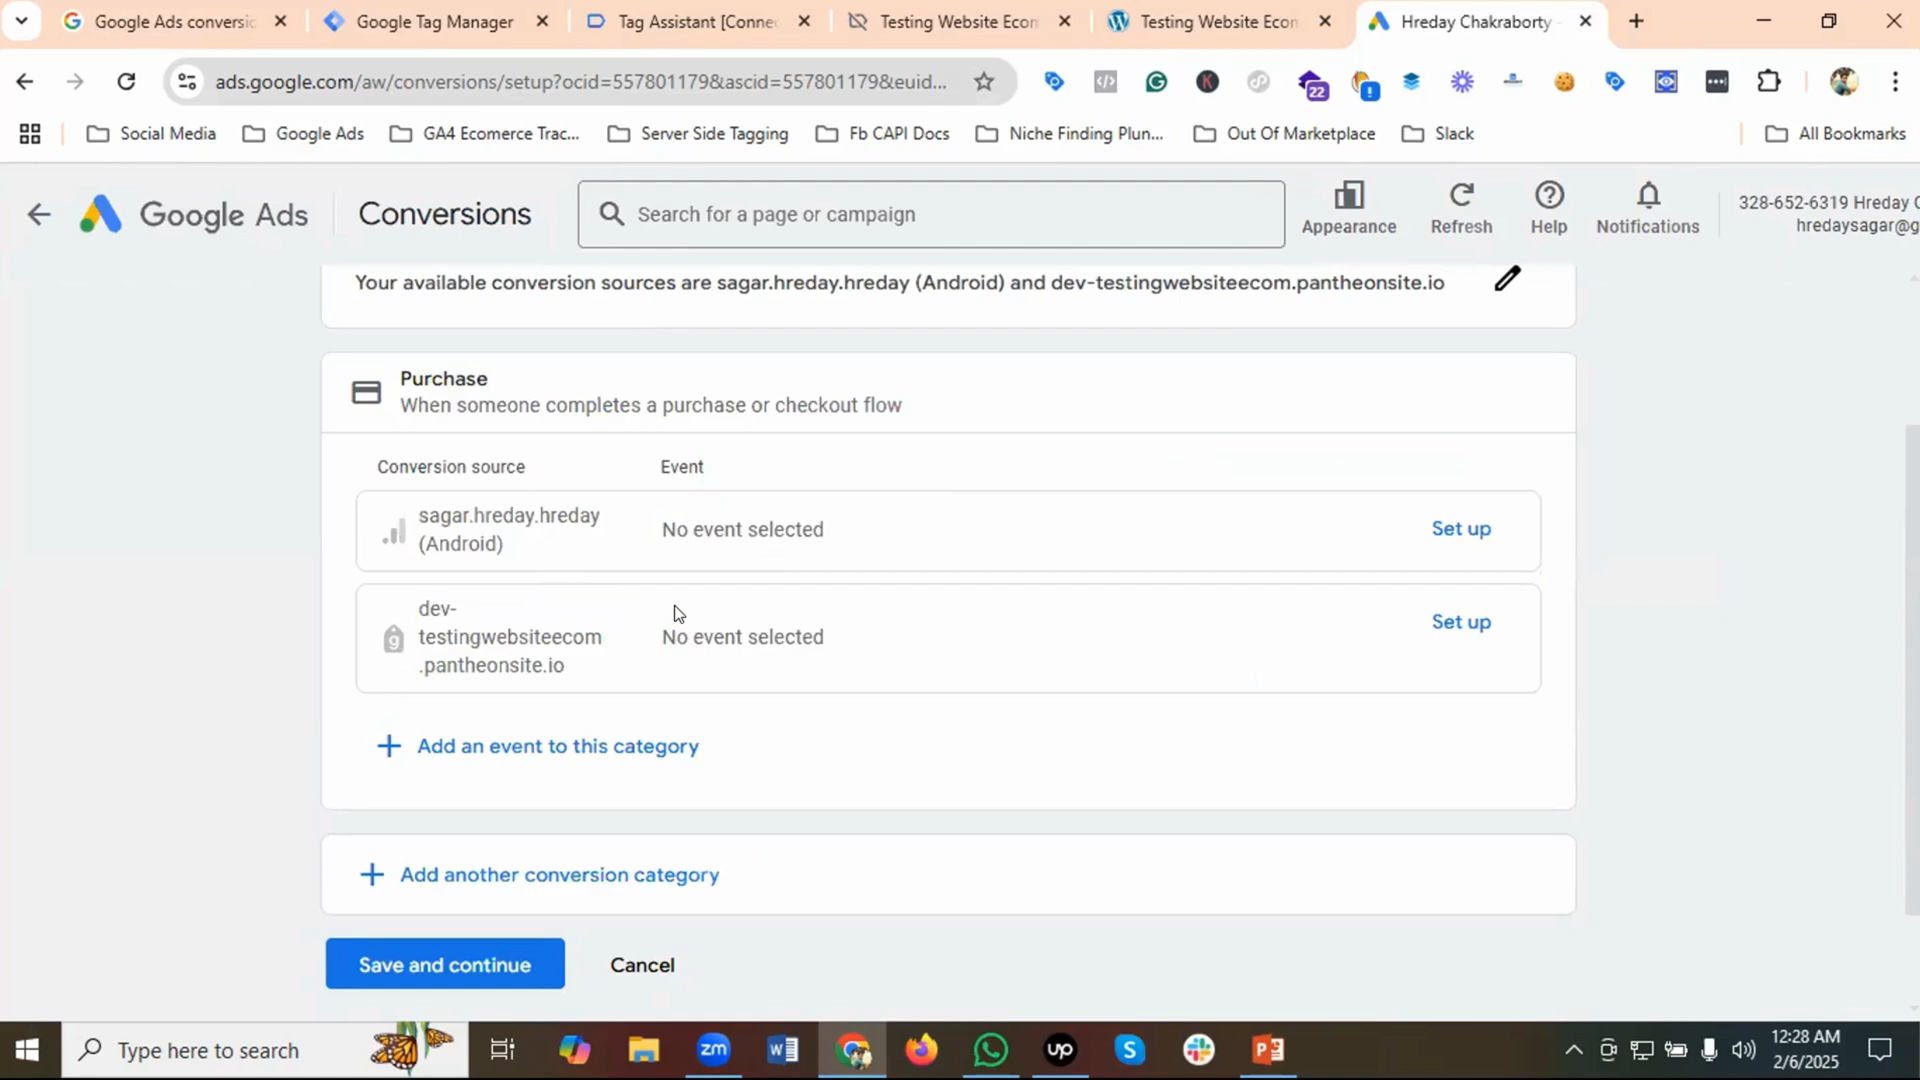 Google Ads conversic
Google Tag Manager
Tag Assistant [Connec
Testing Website Econ
Testing Website Econ
Hreday Chakraborty -
ads.google.com/aw/conversions/setup?ocid=557801179&ascid=557801179&euid...
22
Social Media
Google Ads
GA4 Ecomerce Trac...
Server Side Tagging
Fb CAPI Docs
Niche Finding Plun...
Out Of Marketplace
Slack
All Bookmarks
Google Ads
Conversions
Search for a page or campaign
Appearance
Refresh
Help
Notifications
328-652-6319 Hreday C
hredaysagar@g
Your available conversion sources are sagar.hreday.hreday (Android) and dev-testingwebsiteecom.pantheonsite.io
Purchase
When someone completes a purchase or checkout flow
Conversion source
Event
sagar.hreday.hreday
(Android)
No event selected
Set up
dev-
testingwebsiteecom
.pantheonsite.io
No event selected
Set up
Add an event to this category
Add another conversion category
Save and continue
Cancel
Type here to search
zm
up
12:28 AM
2/6/2025